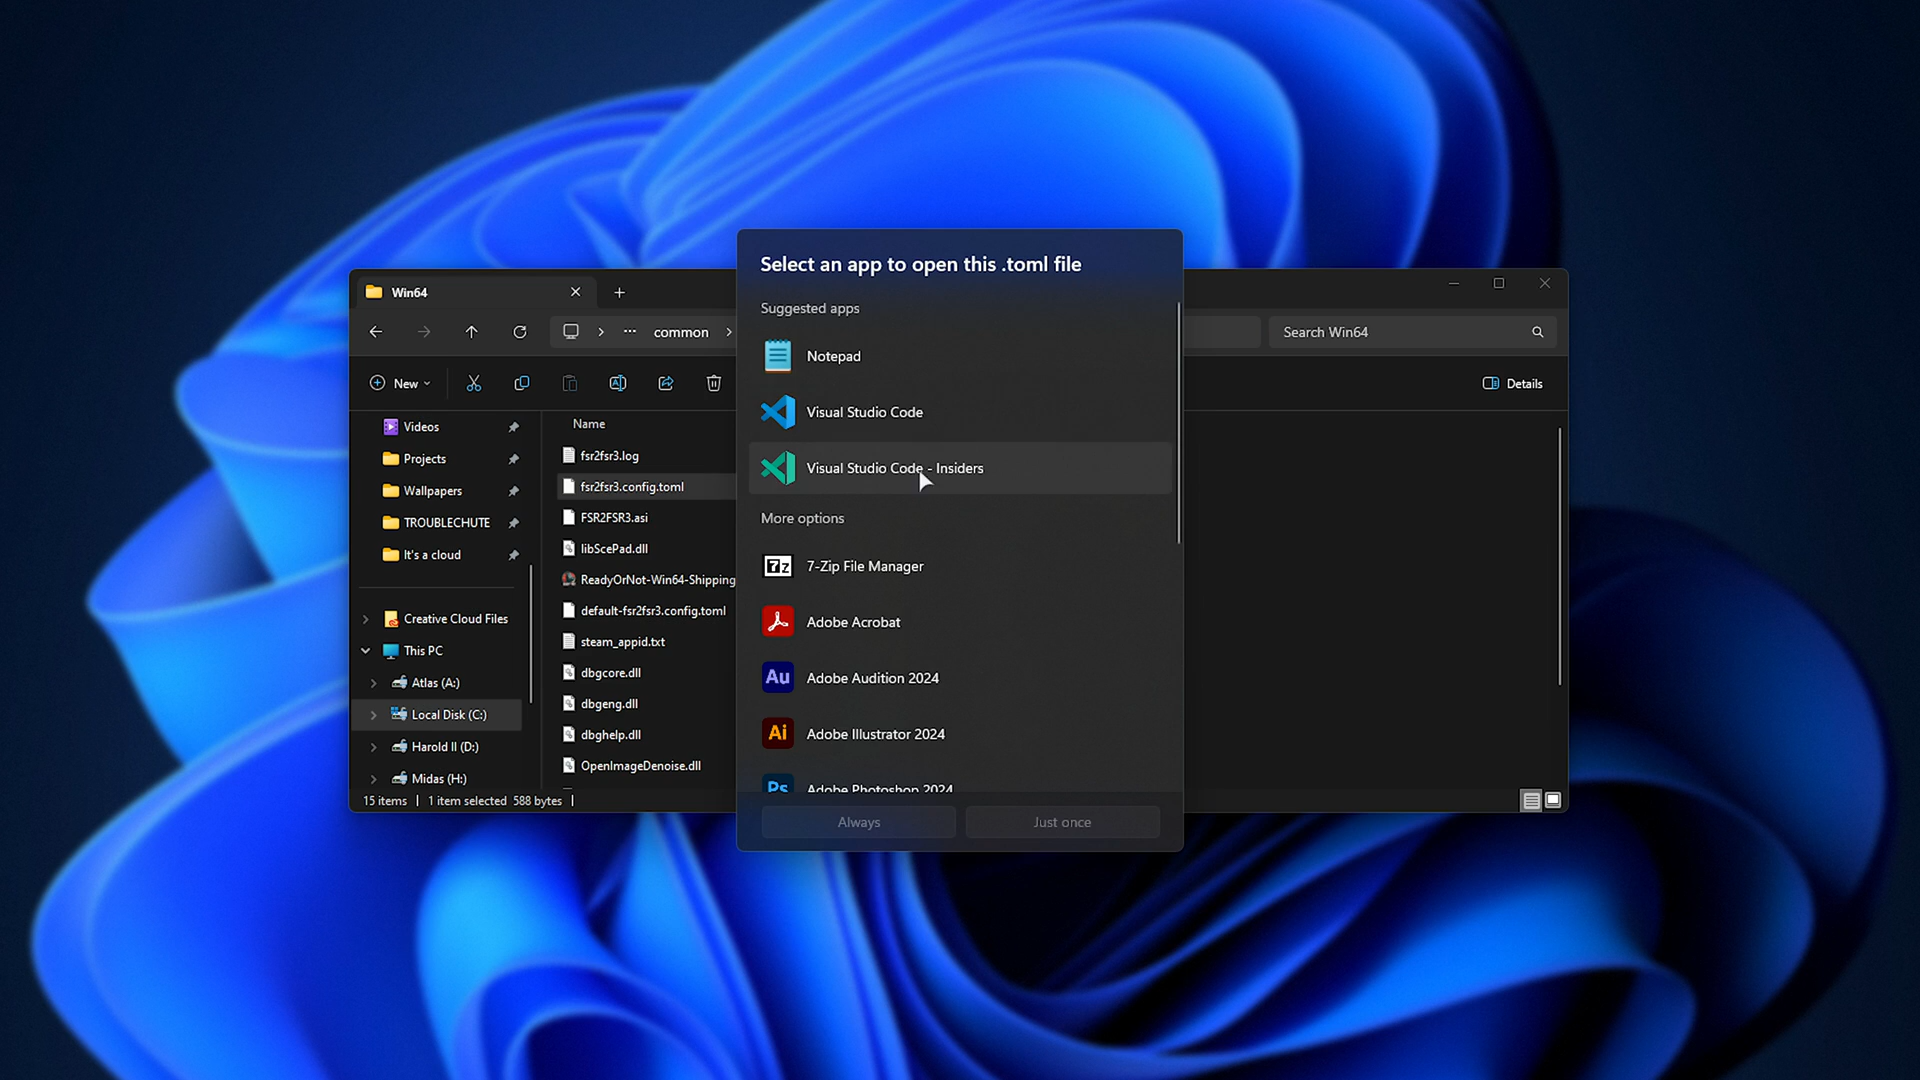 Select an app to open this .toml file
Suggested apps
Notepad
Visual Studio Code
Visual Studio Code - Insiders
More options
7-Zip File Manager
Adobe Acrobat
Au Adobe Audition 2024
Ai Adobe Illustrator 2024
Ps Adobe Photoshop 2024
Always Just once
Win64
common
Search Win64
New
Details
Videos
Projects
Wallpapers
TROUBLECHUTE
It's a cloud
Creative Cloud Files
This PC
Atlas (A:)
Local Disk (C:)
Harold II (D:)
Midas (H:)
Name
fsr2fsr3.log
fsr2fsr3.config.toml
FSR2FSR3.asi
libScePad.dll
ReadyOrNot-Win64-Shipping
default-fsr2fsr3.config.toml
steam_appid.txt
dbgcore.dll
dbgeng.dll
dbghelp.dll
OpenImageDenoise.dll
15 items | 1 item selected 588 bytes |